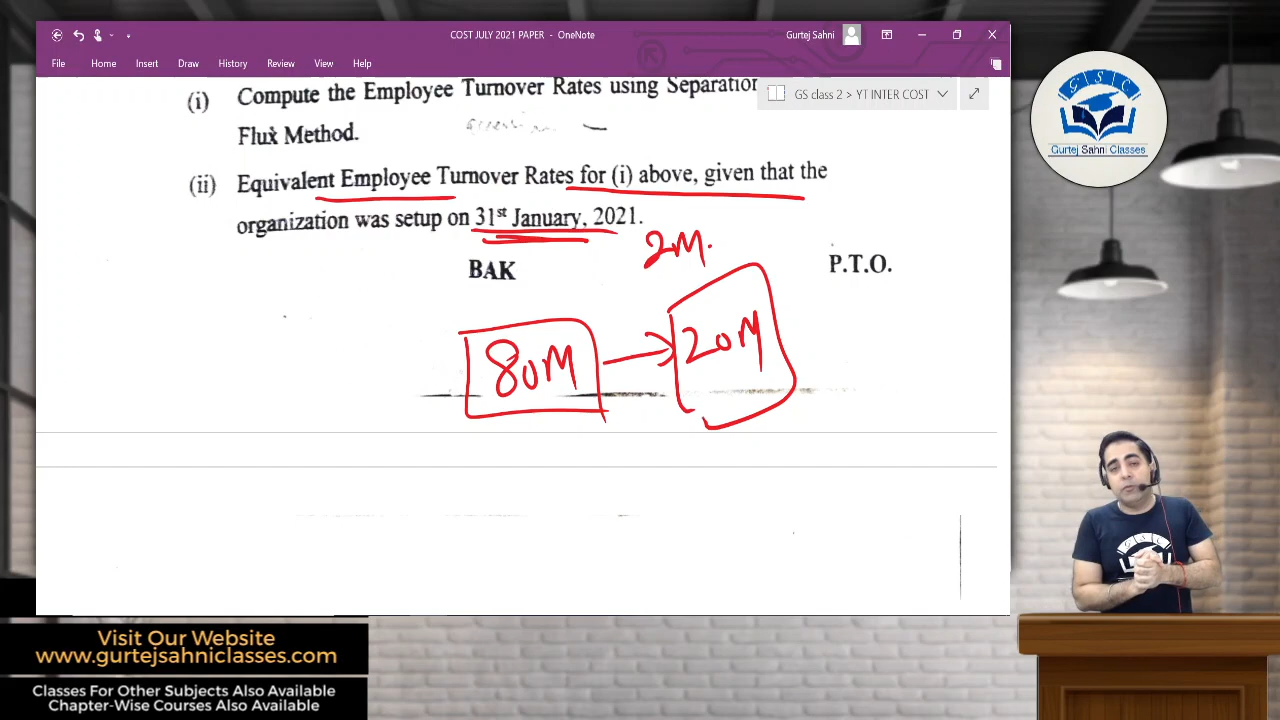 COST JULY 2021 PAPER - OneNote
Gurtej Sahni
File Home Insert Draw History Review View Help
GS class 2 > YT INTER COST
(i) Compute the Employee Turnover Rates using Separation
Flux Method.
(ii) Equivalent Employee Turnover Rates for (i) above, given that the
organization was setup on 31st January, 2021.
2M.
BAK
P.T.O.
80M
20M
G S C
Gurtej Sahni Classes
G S C
Visit Our Website
www.gurtejsahniclasses.com
Classes For Other Subjects Also Available
Chapter-Wise Courses Also Available